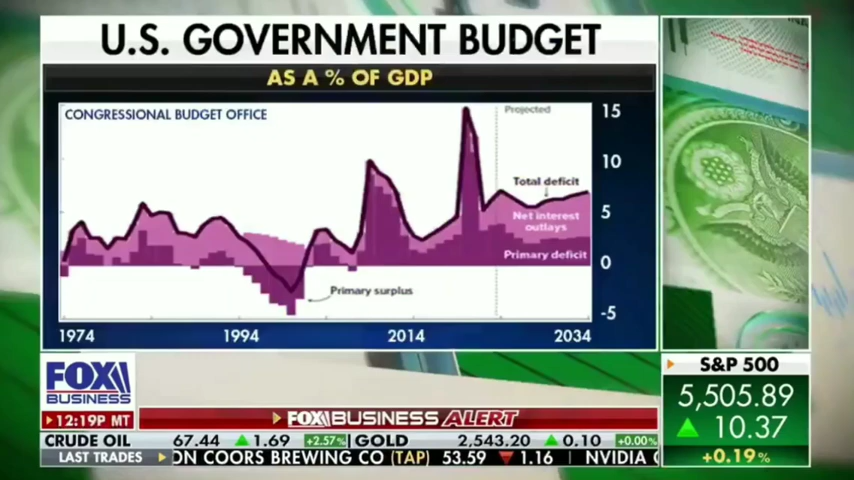 U.S. GOVERNMENT BUDGET
AS A % OF GDP
CONGRESSIONAL BUDGET OFFICE
Projected
15
10
5
0
-5
Total deficit
Net interest
outlays
Primary deficit
Primary surplus
1974 1994 2014 2034
FOX
BUSINESS
12:19P MT
FOX BUSINESS ALERT
S&P 500
5,505.89
10.37
+0.19%
CRUDE OIL 67.44 1.69 +2.57% GOLD 2,543.20 0.10 +0.00%
LAST TRADES ON COORS BREWING CO (TAP) 53.59 1.16 NVIDIA